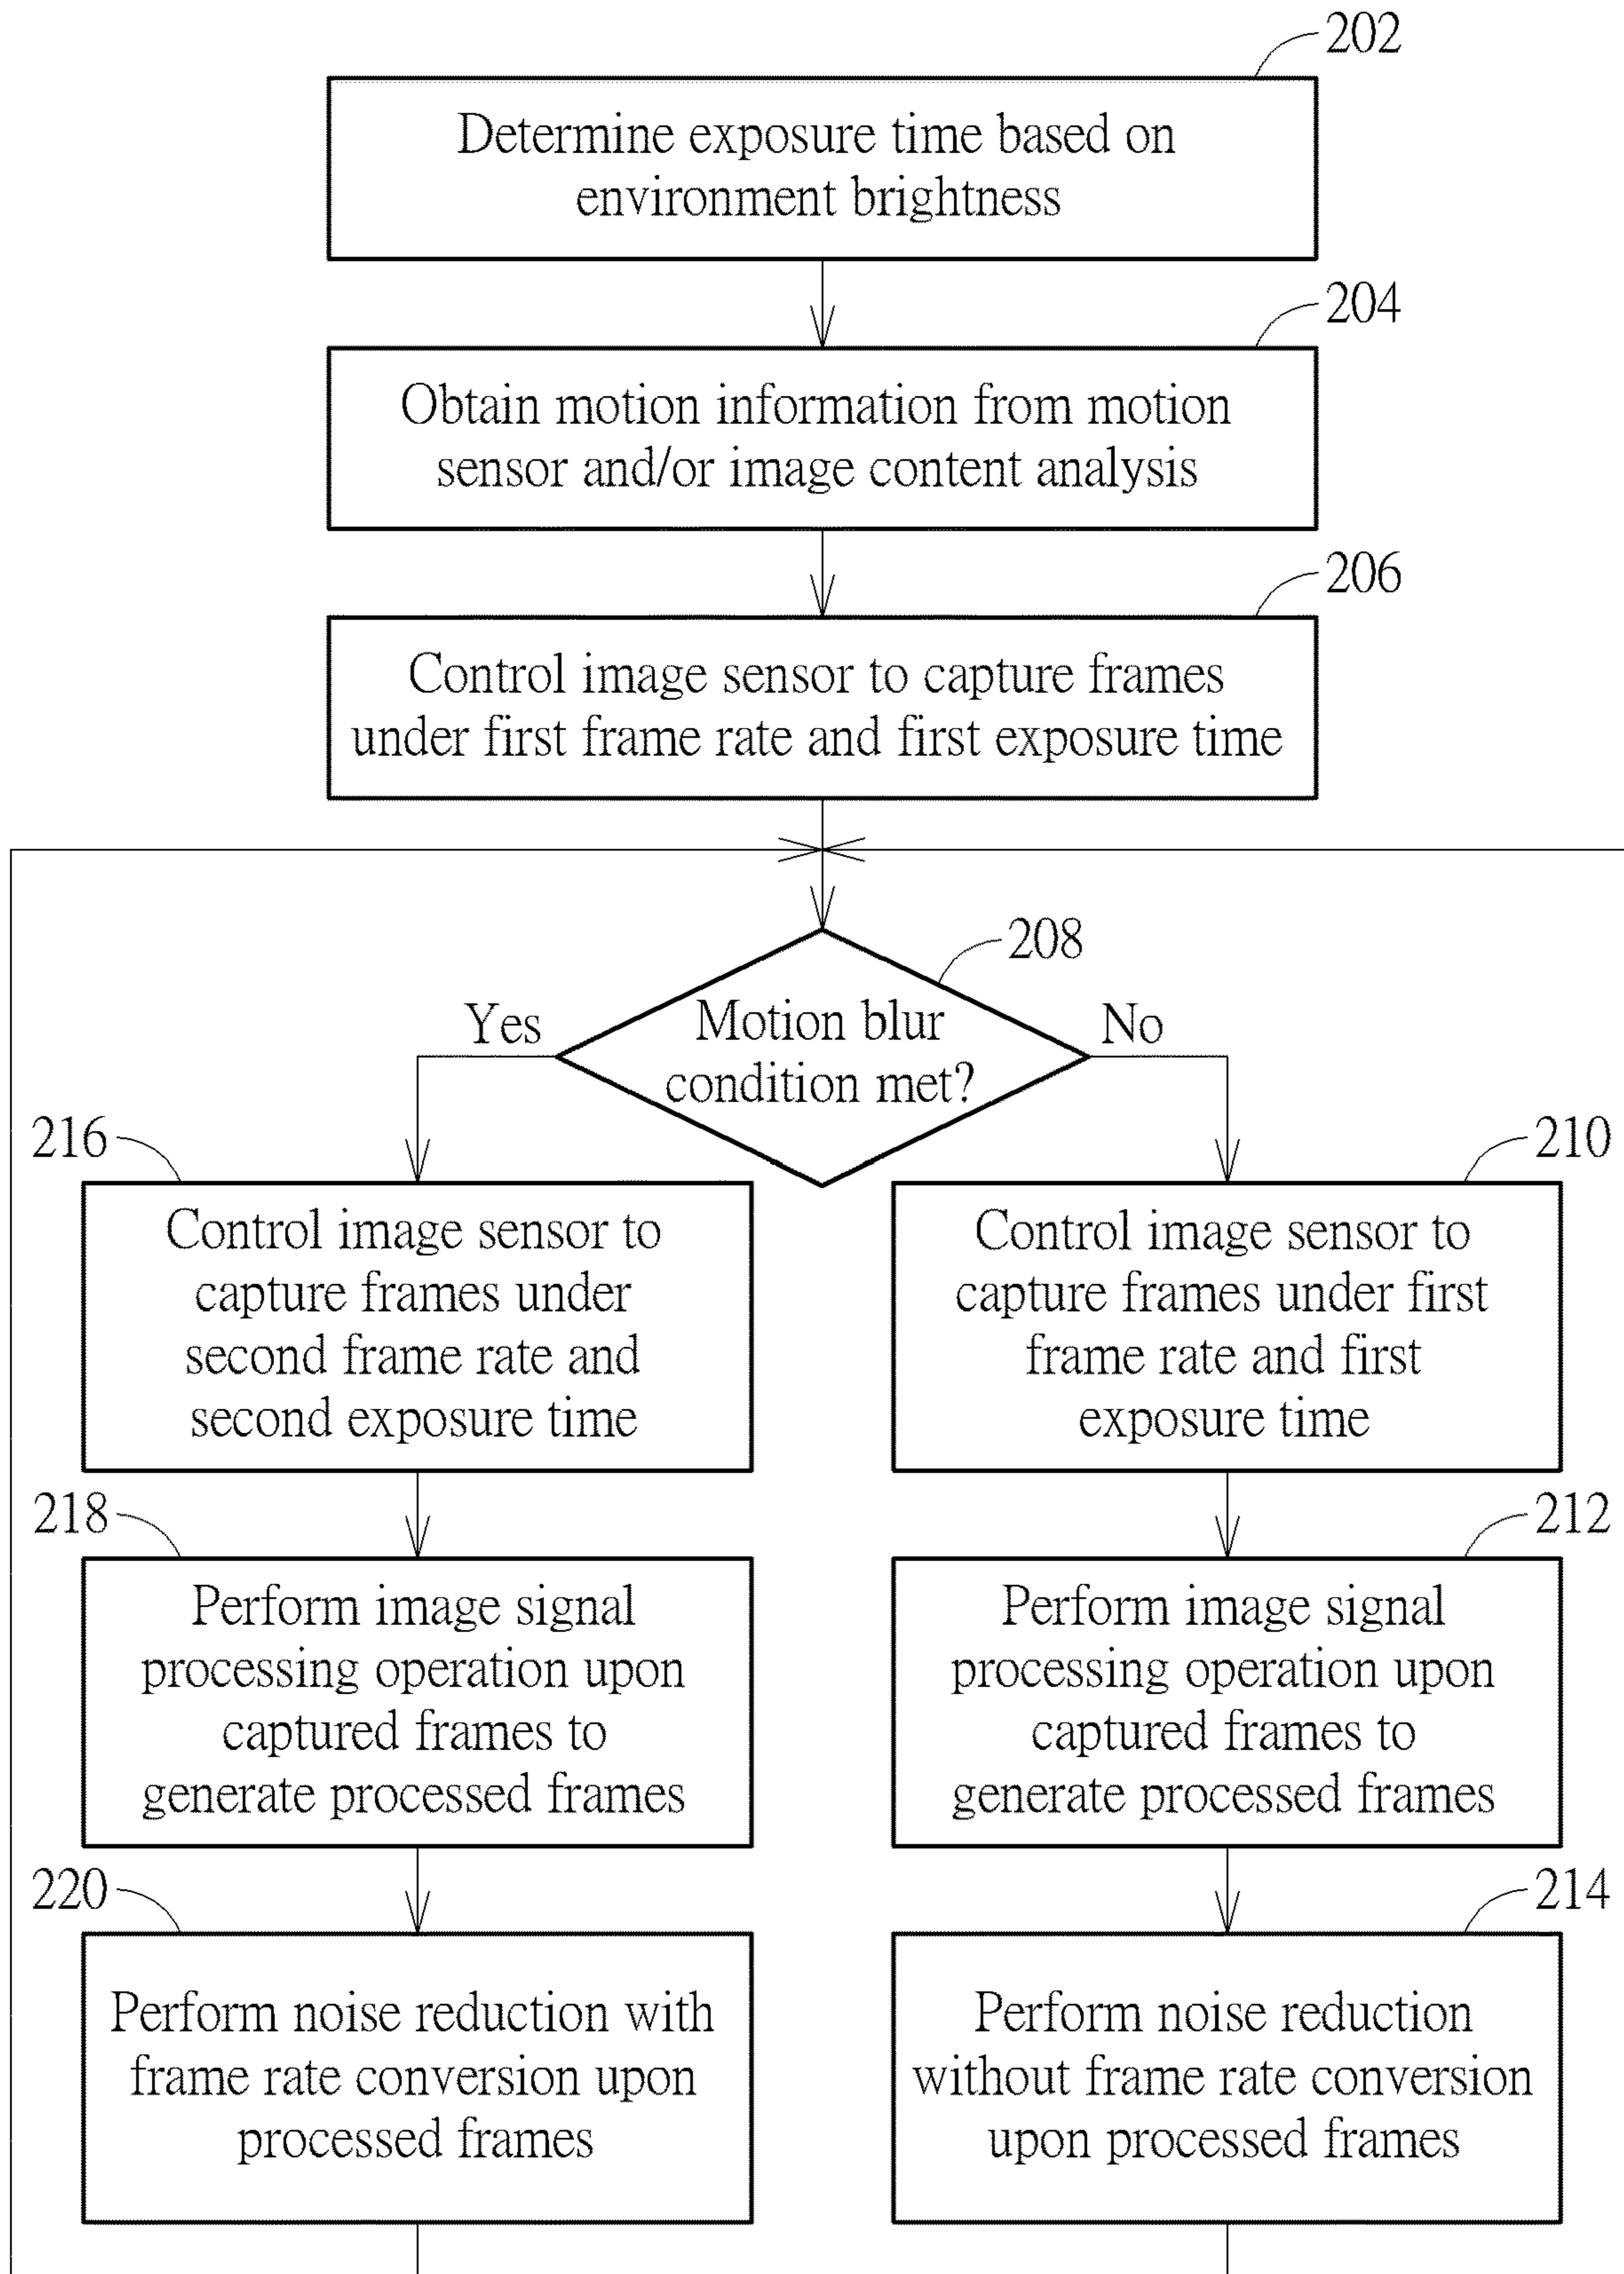 202
Determine exposure time based on
environment brightness
204
Obtain motion information from motion
sensor and/or image content analysis
206
Control image sensor to capture frames
under first frame rate and first exposure time
208
Yes
Motion blur
condition met?
No
216
Control image sensor to
capture frames under
second frame rate and
second exposure time
210
Control image sensor to
capture frames under first
frame rate and first
exposure time
218
Perform image signal
processing operation upon
captured frames to
generate processed frames
212
Perform image signal
processing operation upon
captured frames to
generate processed frames
220
Perform noise reduction with
frame rate conversion upon
processed frames
214
Perform noise reduction
without frame rate conversion
upon processed frames